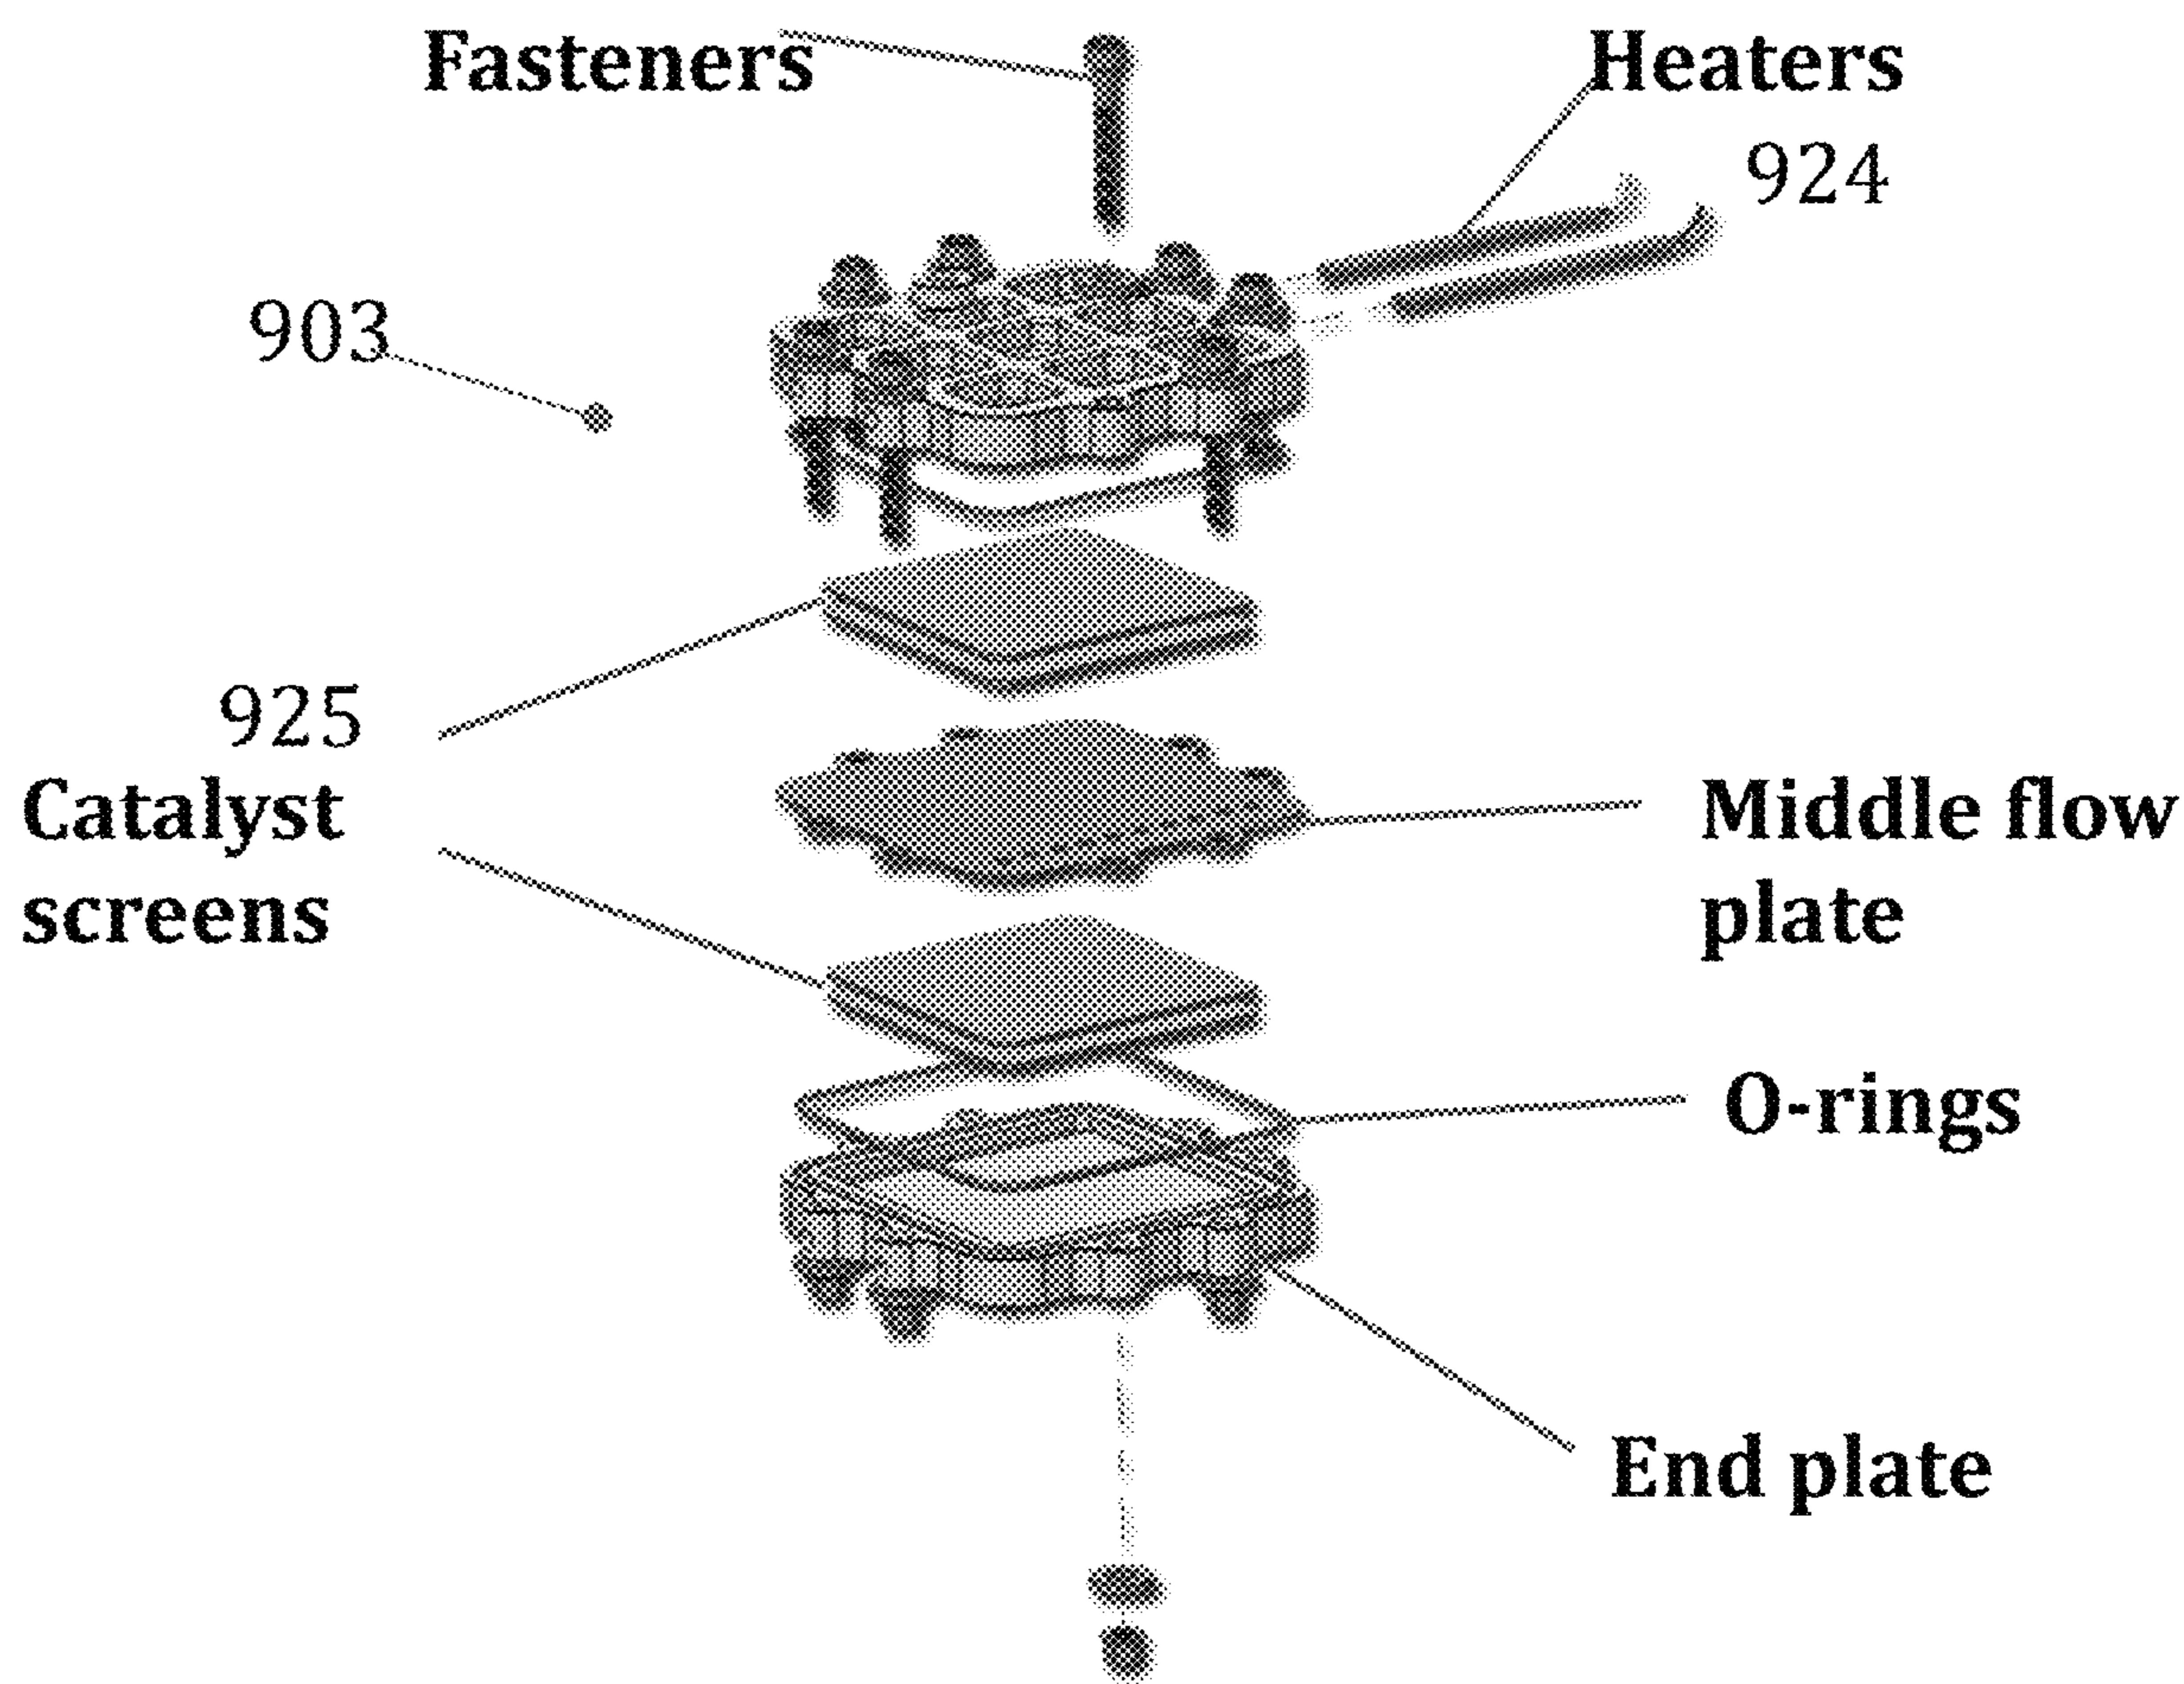 Fasteners
Heaters
924
903
925
Catalyst
screens
Middle flow
plate
O-rings
End plate